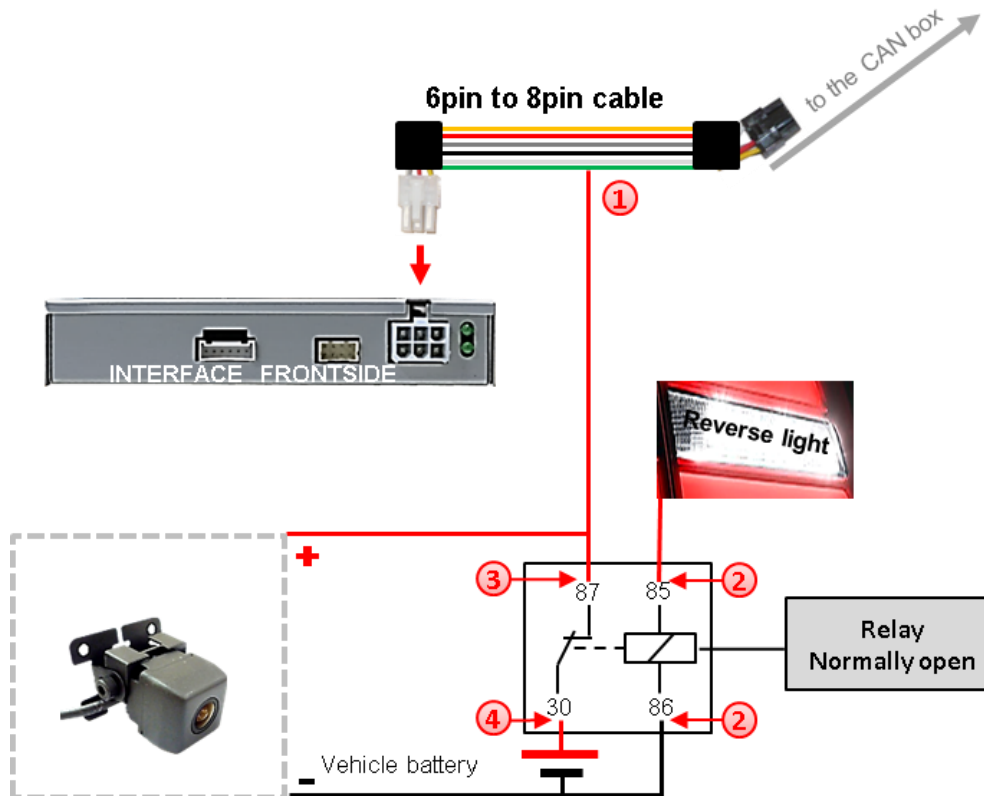 to the CAN box
6pin to 8pin cable
1
INTERFACE FRONTSIDE
Reverse light
+
3
87
85
2
Relay
Normally open
4
30
86
2
- Vehicle battery